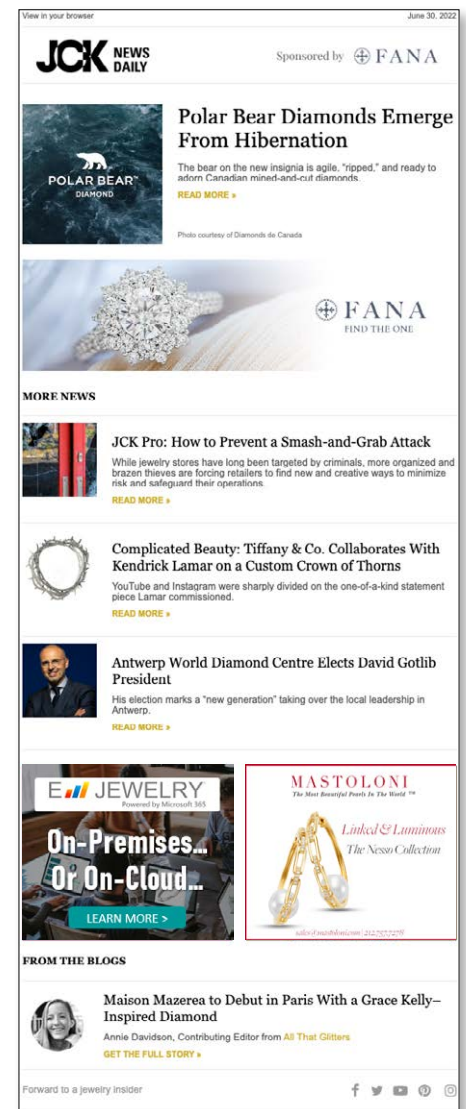 View in your browser
June 30, 2022
JCK NEWS
DAILY
Sponsored by FANA
POLAR BEAR™
DIAMOND
Polar Bear Diamonds Emerge
From Hibernation
The bear on the new insignia is agile, "ripped," and ready to
adorn Canadian mined-and-cut diamonds.
READ MORE »
Photo courtesy of Diamonds de Canada
FANA
FIND THE ONE
MORE NEWS
JCK Pro: How to Prevent a Smash-and-Grab Attack
While jewelry stores have long been targeted by criminals, more organized and
brazen thieves are forcing retailers to find new and creative ways to minimize
risk and safeguard their operations.
READ MORE »
Complicated Beauty: Tiffany & Co. Collaborates With
Kendrick Lamar on a Custom Crown of Thorns
YouTube and Instagram were sharply divided on the one-of-a-kind statement
piece Lamar commissioned.
READ MORE »
Antwerp World Diamond Centre Elects David Gotlib
President
His election marks a "new generation" taking over the local leadership in
Antwerp.
READ MORE »
E JEWELRY
Powered by Microsoft 365
On-Premises...
Or On-Cloud...
LEARN MORE >
MASTOLONI
The Most Beautiful Pearls In The World ™
Linked & Luminous
The Nesso Collection
sales@mastoloni.com | 212.757.7278
FROM THE BLOGS
Maison Mazerea to Debut in Paris With a Grace Kelly–
Inspired Diamond
Annie Davidson, Contributing Editor from All That Glitters
GET THE FULL STORY »
Forward to a jewelry insider